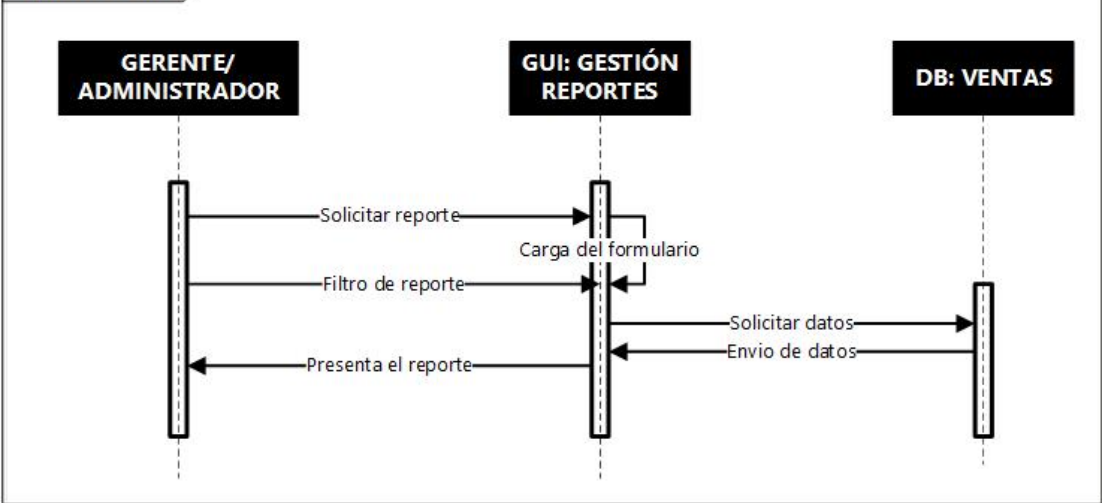 GERENTE/
ADMINISTRADOR
GUI: GESTIÓN
REPORTES
DB: VENTAS
Solicitar reporte
Carga del formulario
Filtro de reporte
Solicitar datos
Envio de datos
Presenta el reporte